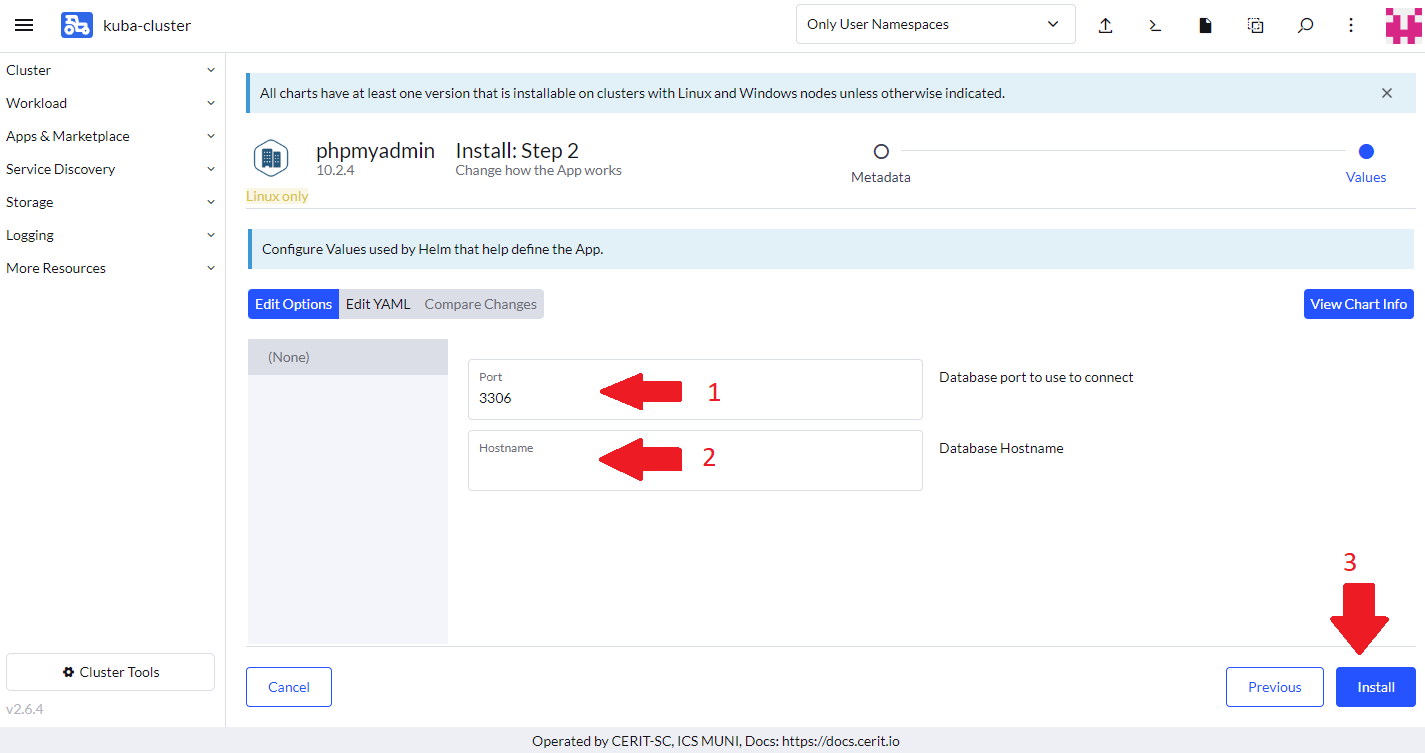 kuba-cluster
Only User Namespaces
Cluster
Workload
Apps & Marketplace
Service Discovery
Storage
Logging
More Resources
Cluster Tools
v2.6.4
All charts have at least one version that is installable on clusters with Linux and Windows nodes unless otherwise indicated.
phpmyadmin
10.2.4
Linux only
Install: Step 2
Change how the App works
Metadata
Values
Configure Values used by Helm that help define the App.
Edit Options Edit YAML Compare Changes
View Chart Info
(None)
Port
3306
1
Database port to use to connect
Hostname
2
Database Hostname
3
Cancel
Previous
Install
Operated by CERIT-SC, ICS MUNI, Docs: https://docs.cerit.io